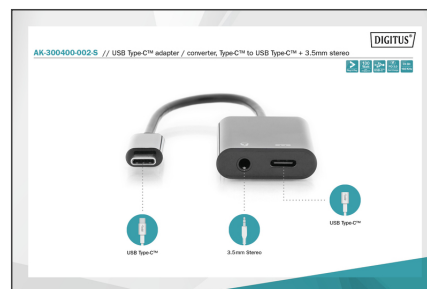 DIGITUS®
AK-300400-002-S // USB Type-C™ adapter / converter, Type-C™ to USB Type-C™ + 3.5mm stereo
USB Type-C™
USB Type-C™
3.5mm Stereo